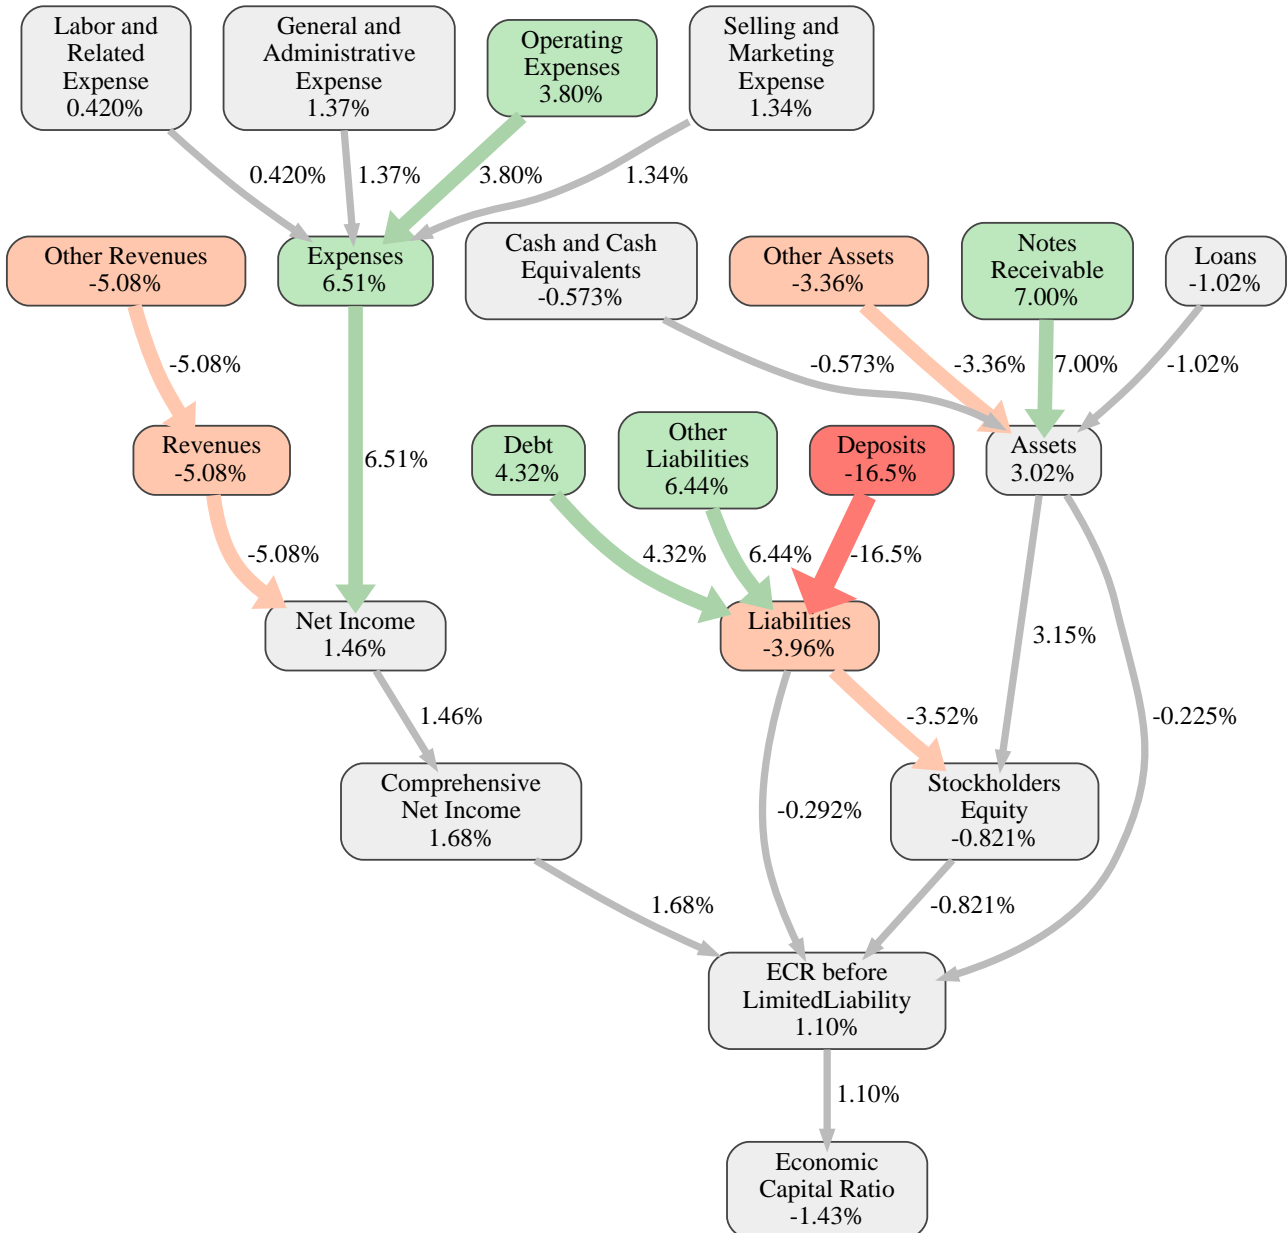 Labor and
Related
Expense
0.420%
General and
Administrative
Expense
1.37%
Operating
Expenses
3.80%
Selling and
Marketing
Expense
1.34%
0.420%
1.37%
3.80%
1.34%
Other Revenues
-5.08%
Expenses
6.51%
Cash and Cash
Equivalents
-0.573%
Other Assets
-3.36%
Notes
Receivable
7.00%
Loans
-1.02%
-5.08%
-0.573%
-3.36%
7.00%
-1.02%
Revenues
-5.08%
6.51%
Debt
4.32%
Other
Liabilities
6.44%
Deposits
-16.5%
Assets
3.02%
-5.08%
4.32%
6.44%
-16.5%
Net Income
1.46%
Liabilities
-3.96%
3.15%
1.46%
-3.52%
-0.225%
Comprehensive
Net Income
1.68%
-0.292%
Stockholders
Equity
-0.821%
1.68%
-0.821%
ECR before
LimitedLiability
1.10%
1.10%
Economic
Capital Ratio
-1.43%